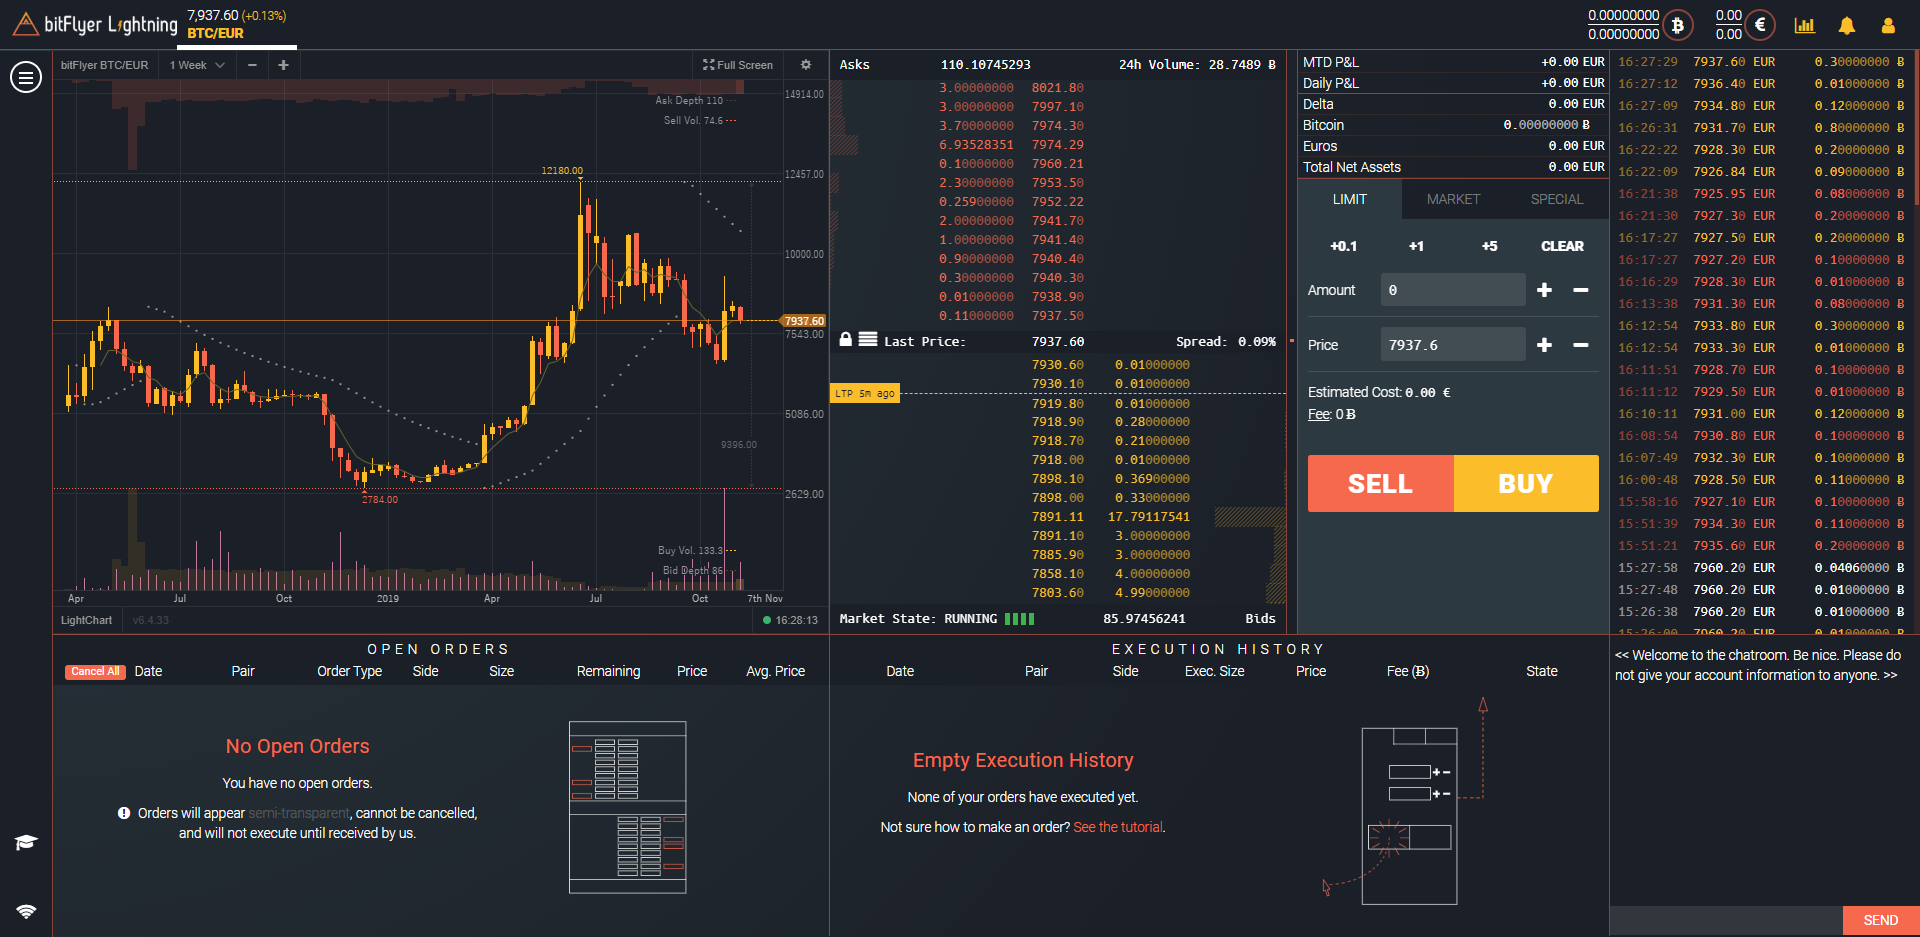 bitFlyer Lightning
7,937.60 (+0.13%)
BTC/EUR
0.00000000
0.00000000
0.00
0.00
bitFlyer BTC/EUR
1 Week
Full Screen
Ask Depth 110
Sell Vol. 74.6
14914.00
12457.00
12180.00
10000.00
7937.60
7543.00
5086.00
9396.00
2629.00
2784.00
Buy Vol. 133.3
Bid Depth 86
Apr Jul Oct 2019 Apr Jul Oct 7th Nov
LightChart v6.4.33 16:28:13
Asks 110.10745293 24h Volume: 28.7489 Ƀ
3.00000000 8021.80
3.00000000 7997.10
3.70000000 7974.30
6.93528351 7974.29
0.10000000 7960.21
2.30000000 7953.50
0.25900000 7952.22
2.00000000 7941.70
1.00000000 7941.40
0.90000000 7940.40
0.30000000 7940.30
0.01000000 7938.90
0.11000000 7937.50
Last Price: 7937.60 Spread: 0.09%
7930.60 0.01000000
7930.10 0.01000000
LTP 5m ago
7919.80 0.01000000
7918.90 0.28000000
7918.70 0.21000000
7918.00 0.01000000
7898.10 0.36900000
7898.00 0.33000000
7891.11 17.79117541
7891.10 3.00000000
7885.90 3.00000000
7858.10 4.00000000
7803.60 4.99000000
Market State: RUNNING 85.97456241 Bids
MTD P&L +0.00 EUR
Daily P&L +0.00 EUR
Delta 0.00 EUR
Bitcoin 0.00000000 Ƀ
Euros 0.00 EUR
Total Net Assets 0.00 EUR
LIMIT MARKET SPECIAL
+0.1 +1 +5 CLEAR
Amount 0
Price 7937.6
Estimated Cost: 0.00 €
Fee: 0 Ƀ
SELL BUY
16:27:29 7937.60 EUR 0.30000000 Ƀ
16:27:12 7936.40 EUR 0.01000000 Ƀ
16:27:09 7934.80 EUR 0.12000000 Ƀ
16:26:31 7931.70 EUR 0.80000000 Ƀ
16:22:22 7928.30 EUR 0.20000000 Ƀ
16:22:09 7926.84 EUR 0.09000000 Ƀ
16:21:38 7925.95 EUR 0.08000000 Ƀ
16:21:30 7927.30 EUR 0.20000000 Ƀ
16:17:27 7927.50 EUR 0.20000000 Ƀ
16:17:27 7927.20 EUR 0.10000000 Ƀ
16:16:29 7928.30 EUR 0.01000000 Ƀ
16:13:38 7931.30 EUR 0.08000000 Ƀ
16:12:54 7933.80 EUR 0.30000000 Ƀ
16:12:54 7933.30 EUR 0.01000000 Ƀ
16:11:51 7928.70 EUR 0.10000000 Ƀ
16:11:12 7929.50 EUR 0.01000000 Ƀ
16:10:11 7931.00 EUR 0.12000000 Ƀ
16:08:54 7930.80 EUR 0.10000000 Ƀ
16:07:49 7932.30 EUR 0.10000000 Ƀ
16:00:48 7928.50 EUR 0.11000000 Ƀ
15:58:16 7927.10 EUR 0.10000000 Ƀ
15:51:39 7934.30 EUR 0.11000000 Ƀ
15:51:21 7935.60 EUR 0.20000000 Ƀ
15:27:58 7960.20 EUR 0.04060000 Ƀ
15:27:48 7960.20 EUR 0.01000000 Ƀ
15:26:38 7960.20 EUR 0.01000000 Ƀ
15:26:00 7960.20 EUR 0.01000000 Ƀ
OPEN ORDERS
Cancel All Date Pair Order Type Side Size Remaining Price Avg. Price
No Open Orders
You have no open orders.
Orders will appear semi-transparent, cannot be cancelled,
and will not execute until received by us.
EXECUTION HISTORY
Date Pair Side Exec. Size Price Fee (Ƀ) State
Empty Execution History
None of your orders have executed yet.
Not sure how to make an order? See the tutorial.
<< Welcome to the chatroom. Be nice. Please do
not give your account information to anyone. >>
SEND